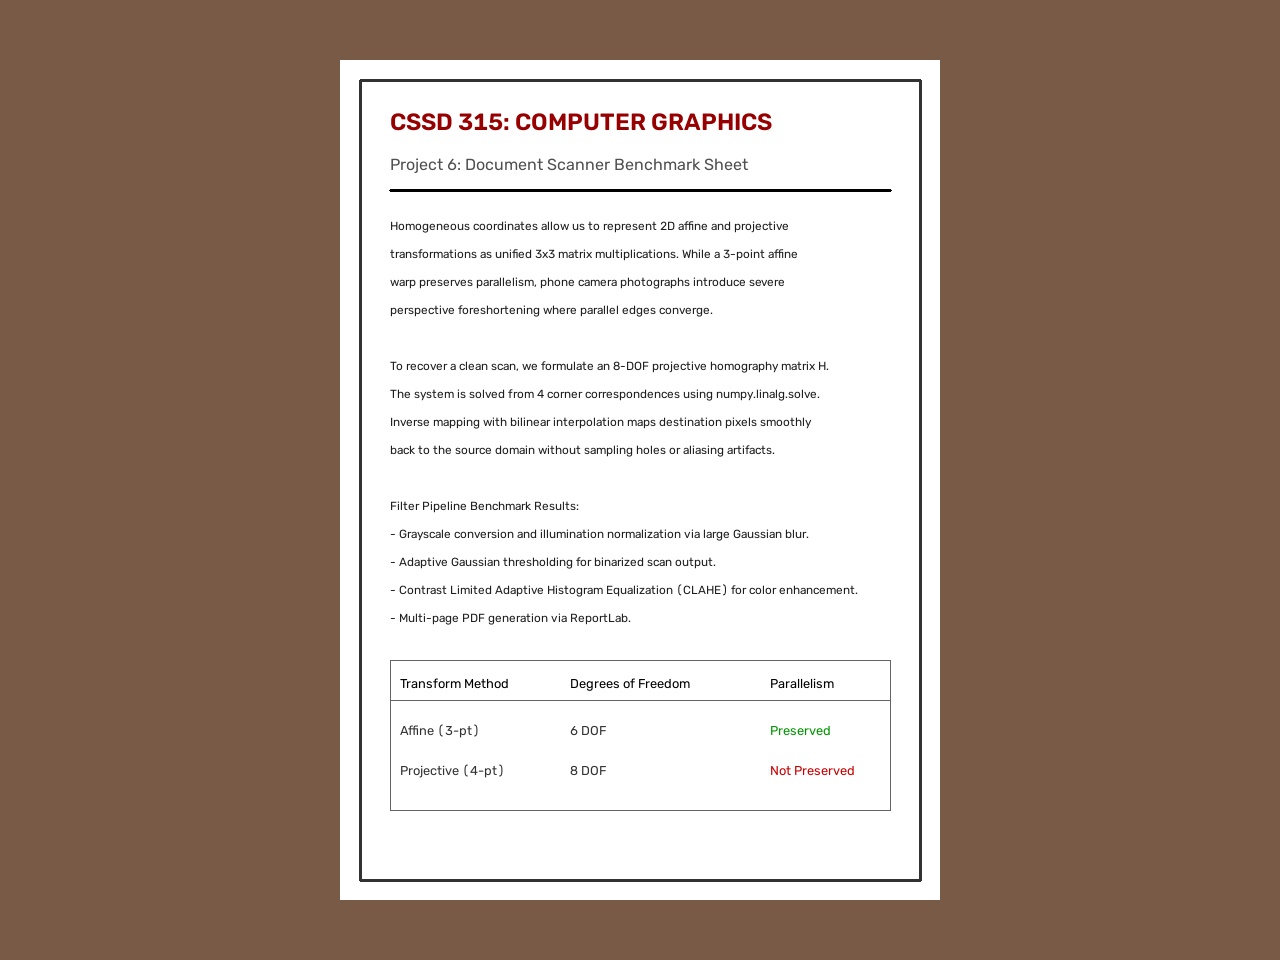 CSSD 315: COMPUTER GRAPHICS
Project 6: Document Scanner Benchmark Sheet
Homogeneous coordinates allow us to represent 2D affine and projective
transformations as unified 3x3 matrix multiplications. While a 3-point affine
warp preserves parallelism, phone camera photographs introduce severe
perspective foreshortening where parallel edges converge.
To recover a clean scan, we formulate an 8-DOF projective homography matrix H.
The system is solved from 4 corner correspondences using numpy.linalg.solve.
Inverse mapping with bilinear interpolation maps destination pixels smoothly
back to the source domain without sampling holes or aliasing artifacts.
Filter Pipeline Benchmark Results:
- Grayscale conversion and illumination normalization via large Gaussian blur.
- Adaptive Gaussian thresholding for binarized scan output.
- Contrast Limited Adaptive Histogram Equalization (CLAHE) for color enhancement.
- Multi-page PDF generation via ReportLab.
Transform Method Degrees of Freedom Parallelism
Affine (3-pt) 6 DOF Preserved
Projective (4-pt) 8 DOF Not Preserved